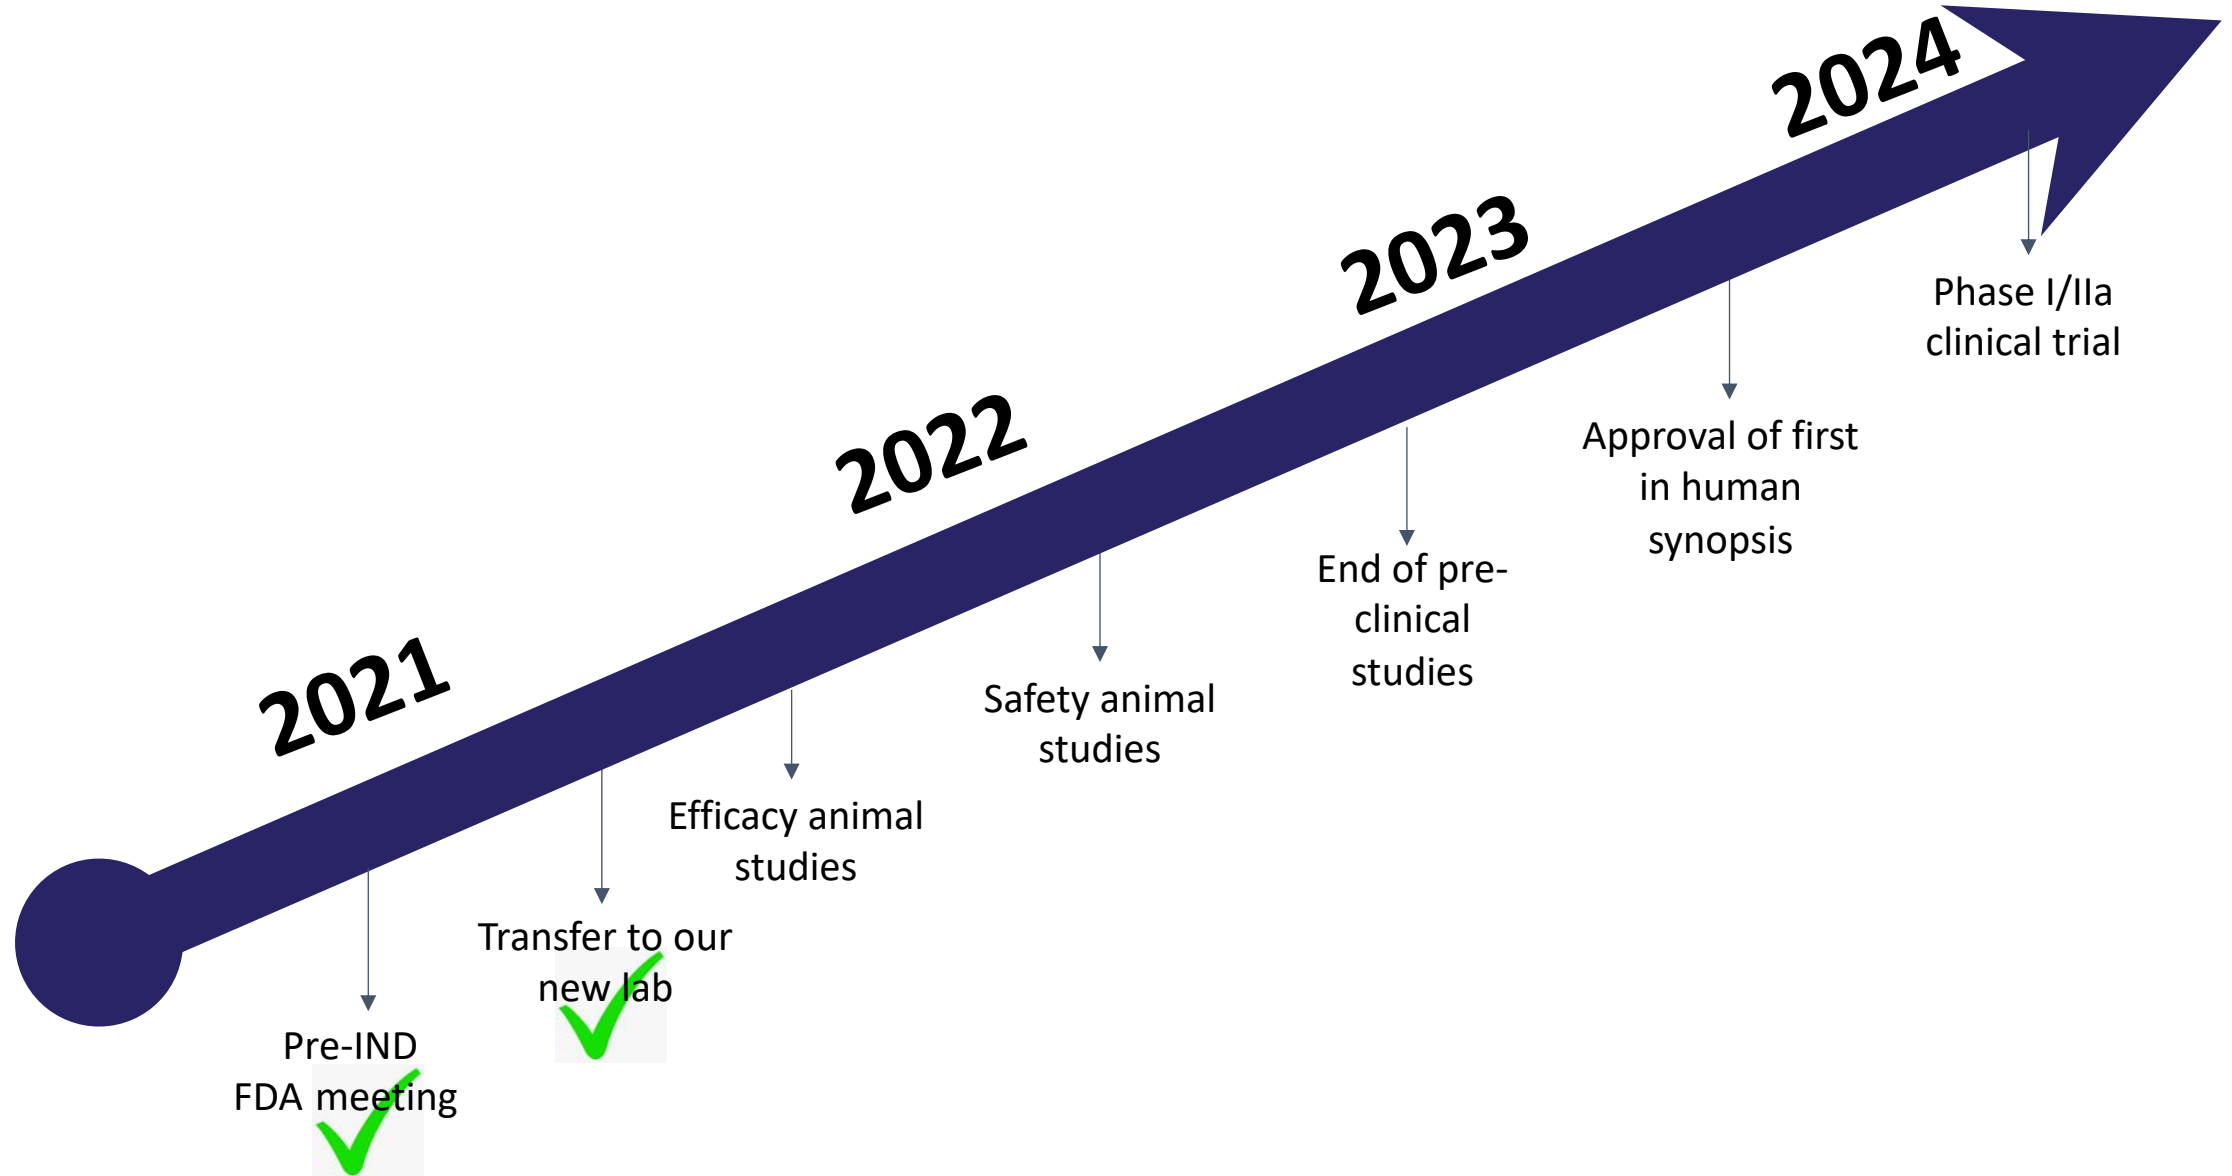 2021
2022
2023
2024
Pre-IND
FDA meeting
Transfer to our
new lab
Efficacy animal
studies
Safety animal
studies
End of pre-
clinical
studies
Approval of first
in human
synopsis
Phase I/IIa
clinical trial